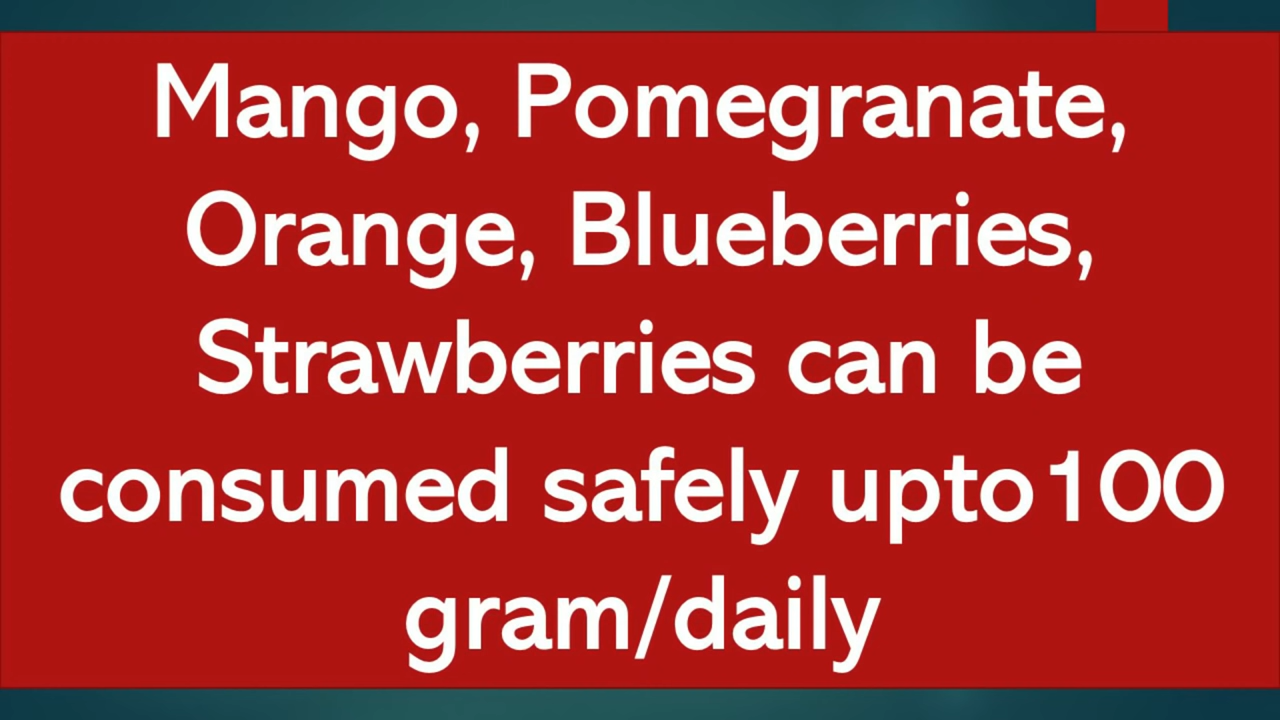 Mango, Pomegranate,
Orange, Blueberries,
Strawberries can be
consumed safely upto100
gram/daily